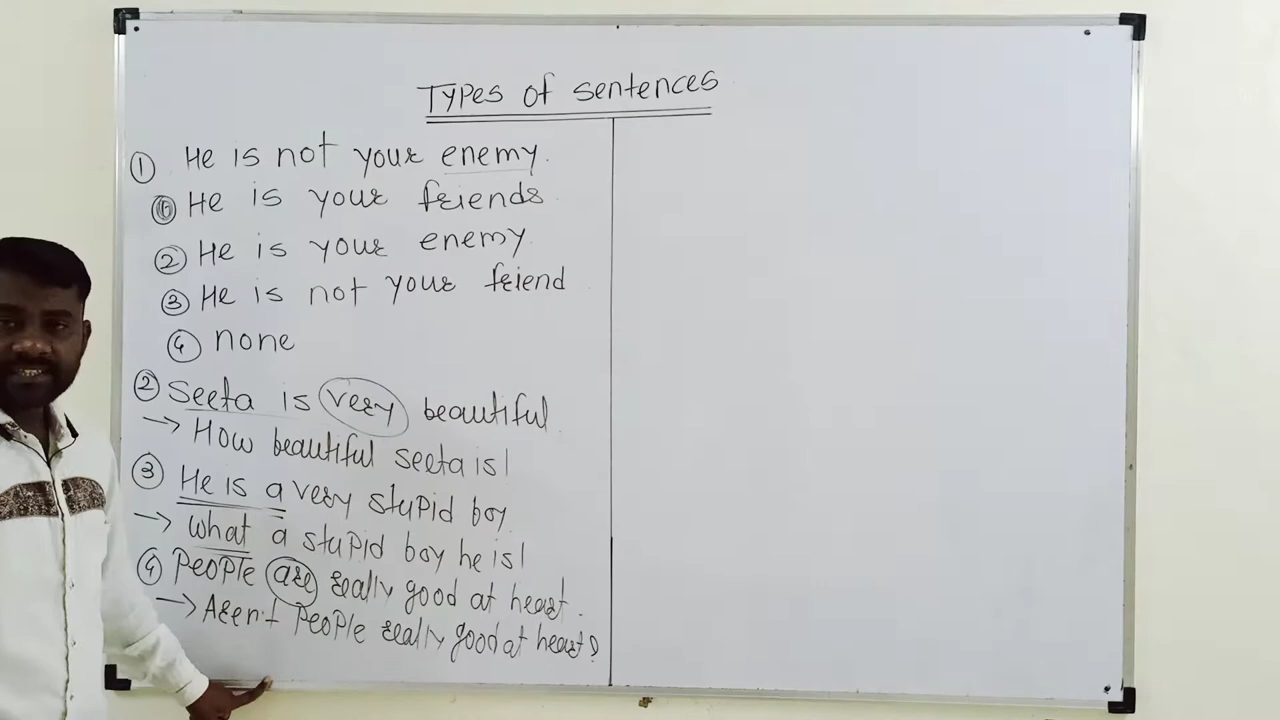 Types of sentences
① He is not your enemy.
① He is your friends
② He is your enemy
③ He is not your friend
④ none
② Seeta is very beautiful.
→ How beautiful seeta is!
③ He is a very stupid boy
→ what a stupid boy he is!
④ People are really good at heart.
→ Aren't People really good at heart?